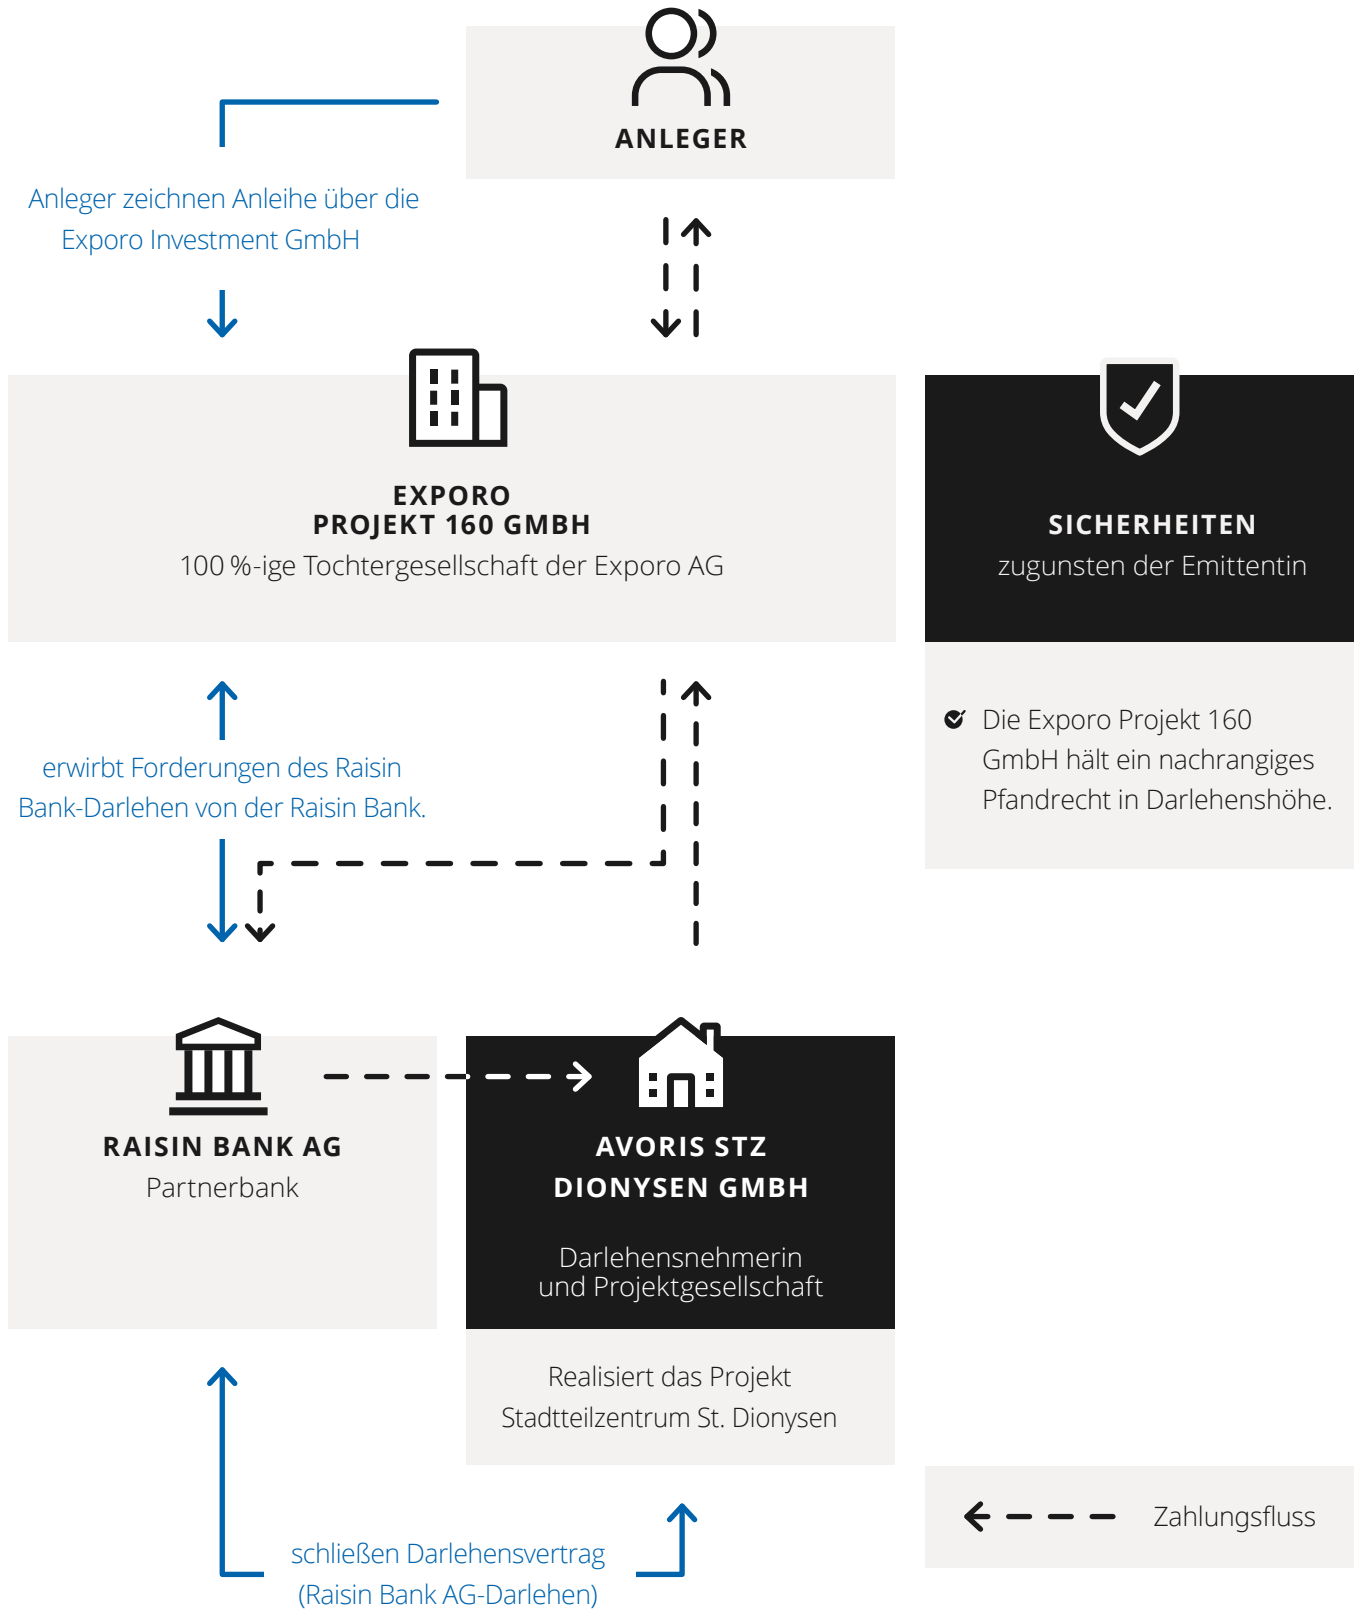 ANLEGER
Anleger zeichnen Anleihe über die
Exporo Investment GmbH
EXPORO
PROJEKT 160 GMBH
100 %-ige Tochtergesellschaft der Exporo AG
SICHERHEITEN
zugunsten der Emittentin
Die Exporo Projekt 160
GmbH hält ein nachrangiges
Pfandrecht in Darlehenshöhe.
erwirbt Forderungen des Raisin
Bank-Darlehen von der Raisin Bank.
RAISIN BANK AG
Partnerbank
AVORIS STZ
DIONYSEN GMBH
Darlehensnehmerin
und Projektgesellschaft
Realisiert das Projekt
Stadtteilzentrum St. Dionysen
Zahlungsfluss
schließen Darlehensvertrag
(Raisin Bank AG-Darlehen)